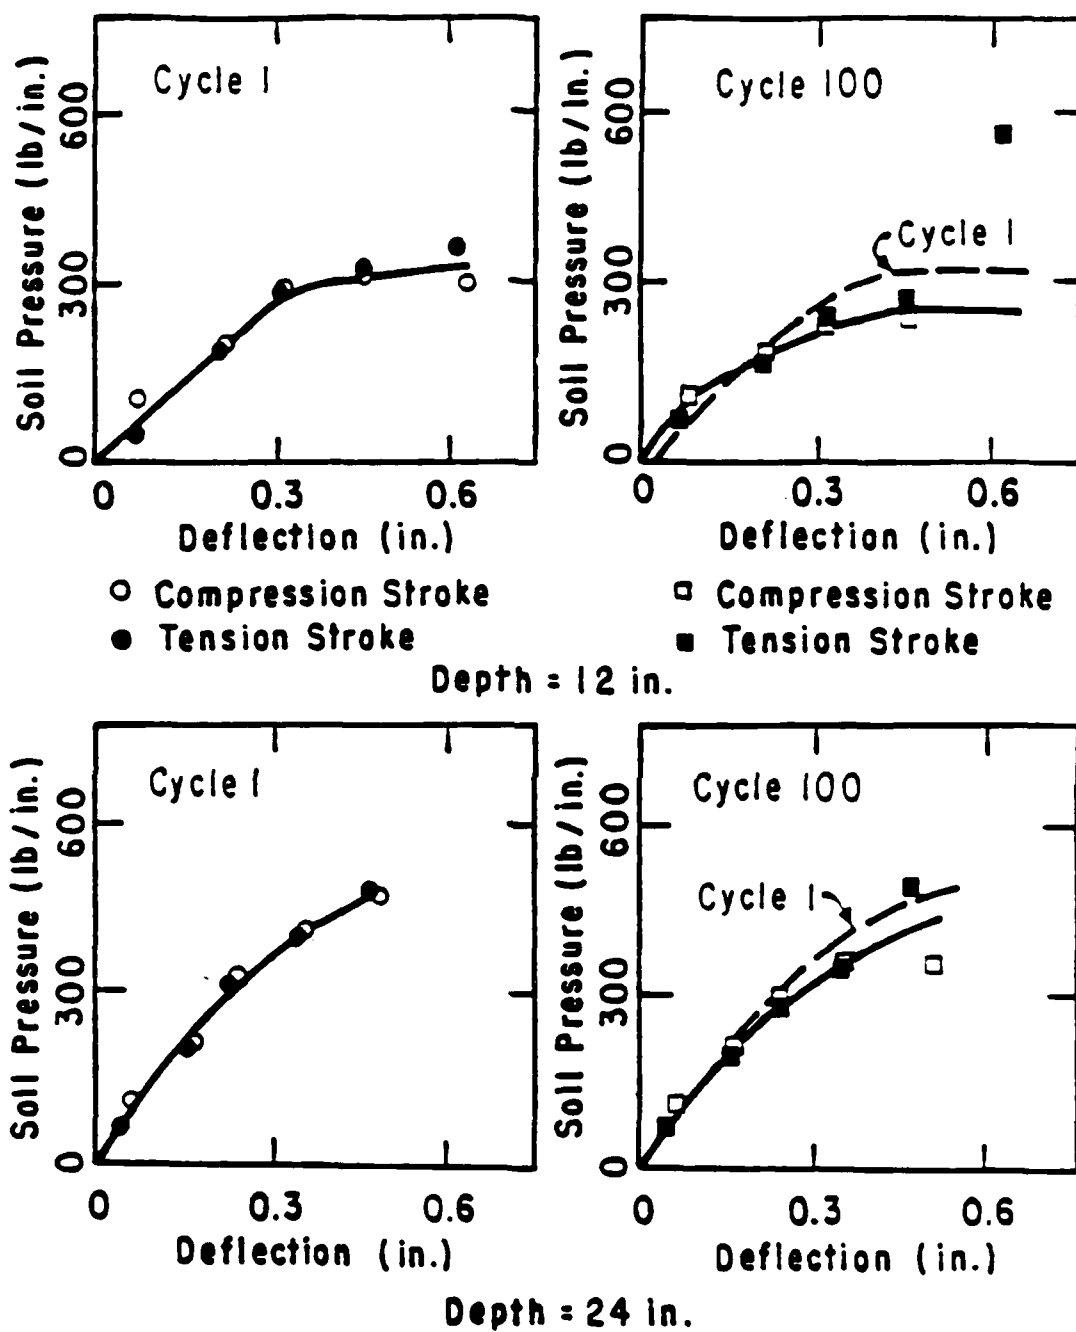 Cycle 1
Soil Pressure (lb/in.)
600
300
0
0 0.3 0.6
Deflection (in.)
Cycle 100
Cycle 1
Soil Pressure (lb/in.)
600
300
0
0 0.3 0.6
Deflection (in.)
Compression Stroke
Tension Stroke
Compression Stroke
Tension Stroke
Depth = 12 in.
Cycle 1
Soil Pressure (lb/in.)
600
300
0
0 0.3 0.6
Deflection (in.)
Cycle 100
Cycle 1
Soil Pressure (lb/in.)
600
300
0
0 0.3 0.6
Deflection (in.)
Depth = 24 in.